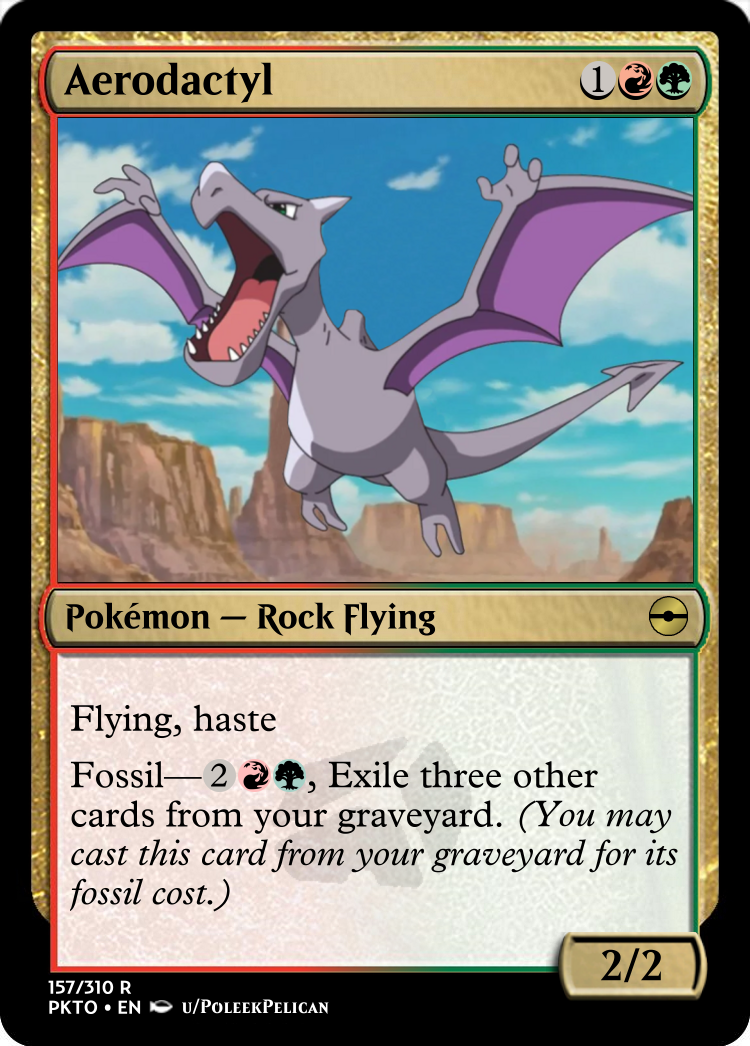 Aerodactyl 1
Pokémon — Rock Flying
Flying, haste
Fossil—2, Exile three other
cards from your graveyard. (You may
cast this card from your graveyard for its
fossil cost.)
2/2
157/310 R
PKTO • EN u/PoleekPelican